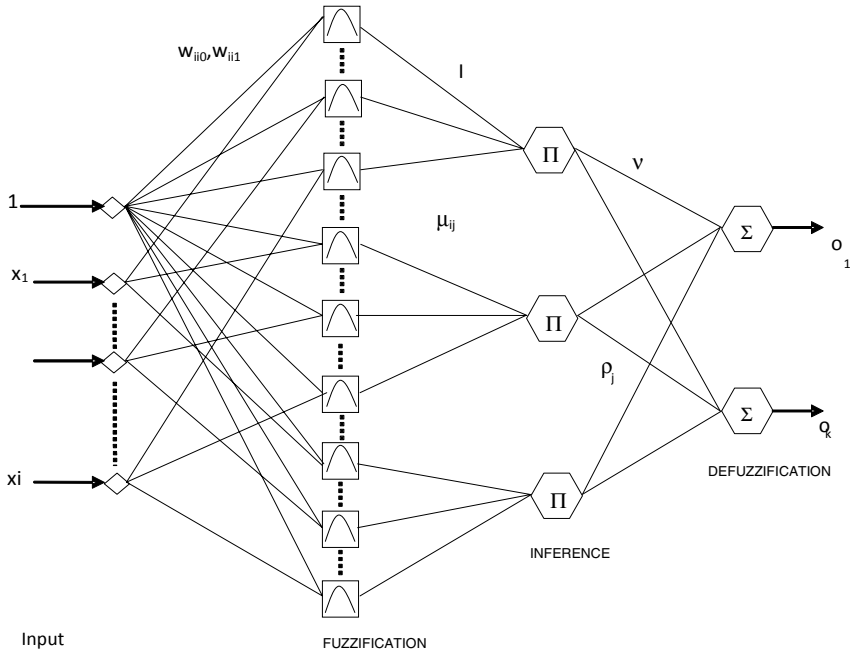 w_ii0,w_ii1
I
Π
ν
1
μ_ij
Σ
o_1
x_1
Π
ρ_j
Σ
o_k
xi
DEFUZZIFICATION
Π
INFERENCE
Input
FUZZIFICATION